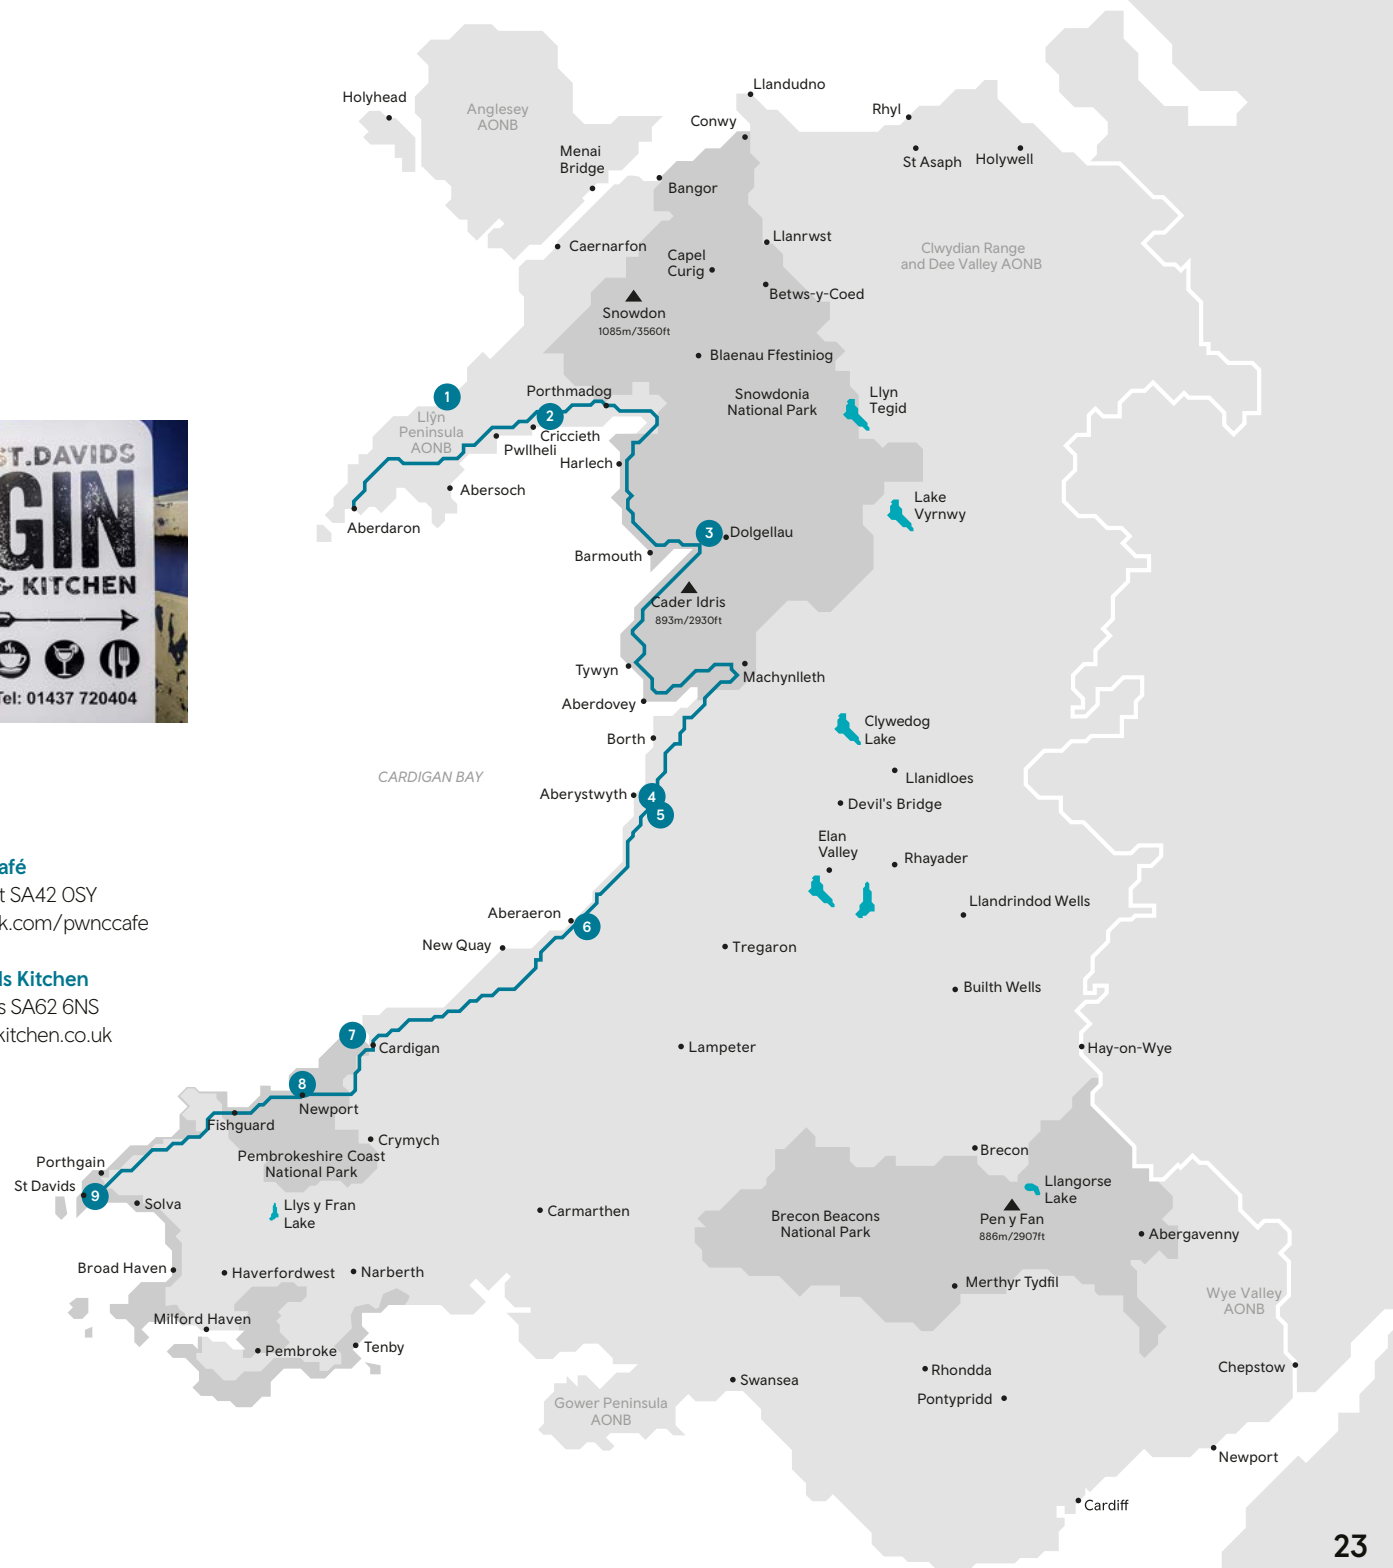 Llandudno
Holyhead
Anglesey
AONB
Rhyl
Conwy
Menai
Bridge
St Asaph
Holywell
Bangor
Llanrwst
Caernarfon
Clwydian Range
and Dee Valley AONB
Capel
Curig
Betws-y-Coed
Snowdon
1085m/3560ft
Blaenau Ffestiniog
Porthmadog
Snowdonia
National Park
Llyn
Tegid
1
2
Llŷn
Peninsula
AONB
Criccieth
Pwllheli
Harlech
Abersoch
Lake
Vyrnwy
Aberdaron
3
Dolgellau
Barmouth
Cader Idris
893m/2930ft
Tywyn
Machynlleth
Aberdovey
Clywedog
Lake
Borth
CARDIGAN BAY
Llanidloes
Aberystwyth
4
5
Devil's Bridge
Elan
Valley
Rhayader
Llandrindod Wells
Aberaeron
6
New Quay
Tregaron
Builth Wells
7
Cardigan
Lampeter
Hay-on-Wye
8
Newport
Fishguard
Crymych
Pembrokeshire Coast
National Park
Brecon
Porthgain
St Davids
9
Solva
Llys y Fran
Lake
Carmarthen
Llangorse
Lake
Brecon Beacons
National Park
Pen y Fan
886m/2907ft
Abergavenny
Broad Haven
Haverfordwest
Narberth
Merthyr Tydfil
Wye Valley
AONB
Milford Haven
Pembroke
Tenby
Chepstow
Rhondda
Swansea
Pontypridd
Gower Peninsula
AONB
Newport
Cardiff
ST.DAVIDS
GIN
& KITCHEN
Tel: 01437 720404
afé
t SA42 0SY
k.com/pwnccafe
ls Kitchen
s SA62 6NS
kitchen.co.uk
23